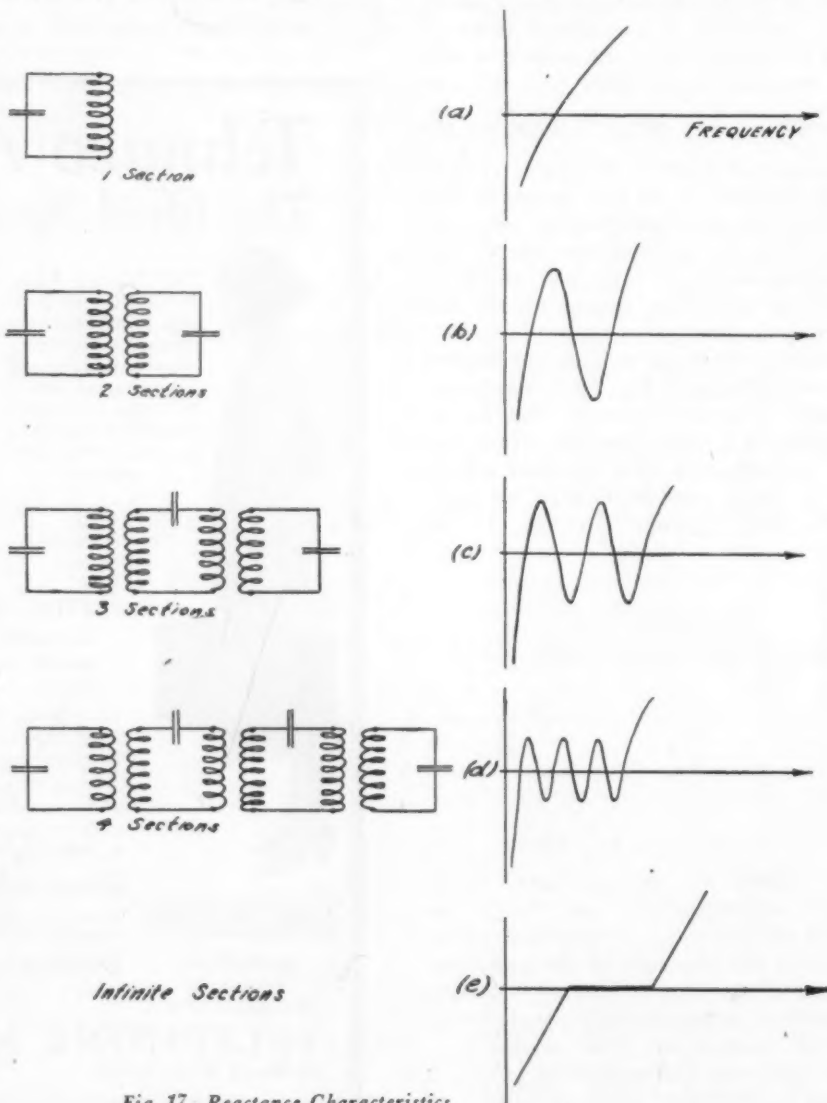 1 Section
(a)
FREQUENCY
2 Sections
(b)
3 Sections
(c)
4 Sections
(d)
Infinite Sections
(e)
Fig. 17 - Reactance Characteristics